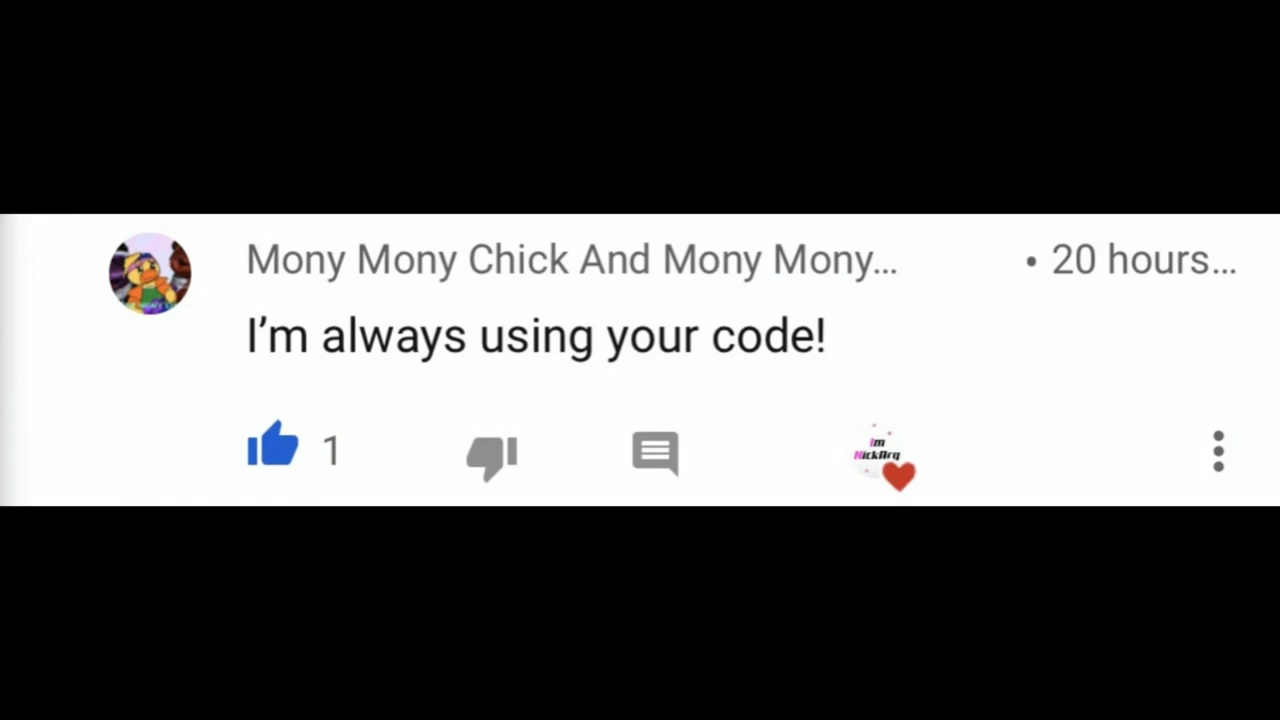 Mony Mony Chick And Mony Mony... • 20 hours...
I’m always using your code!
1
Im
NickArq